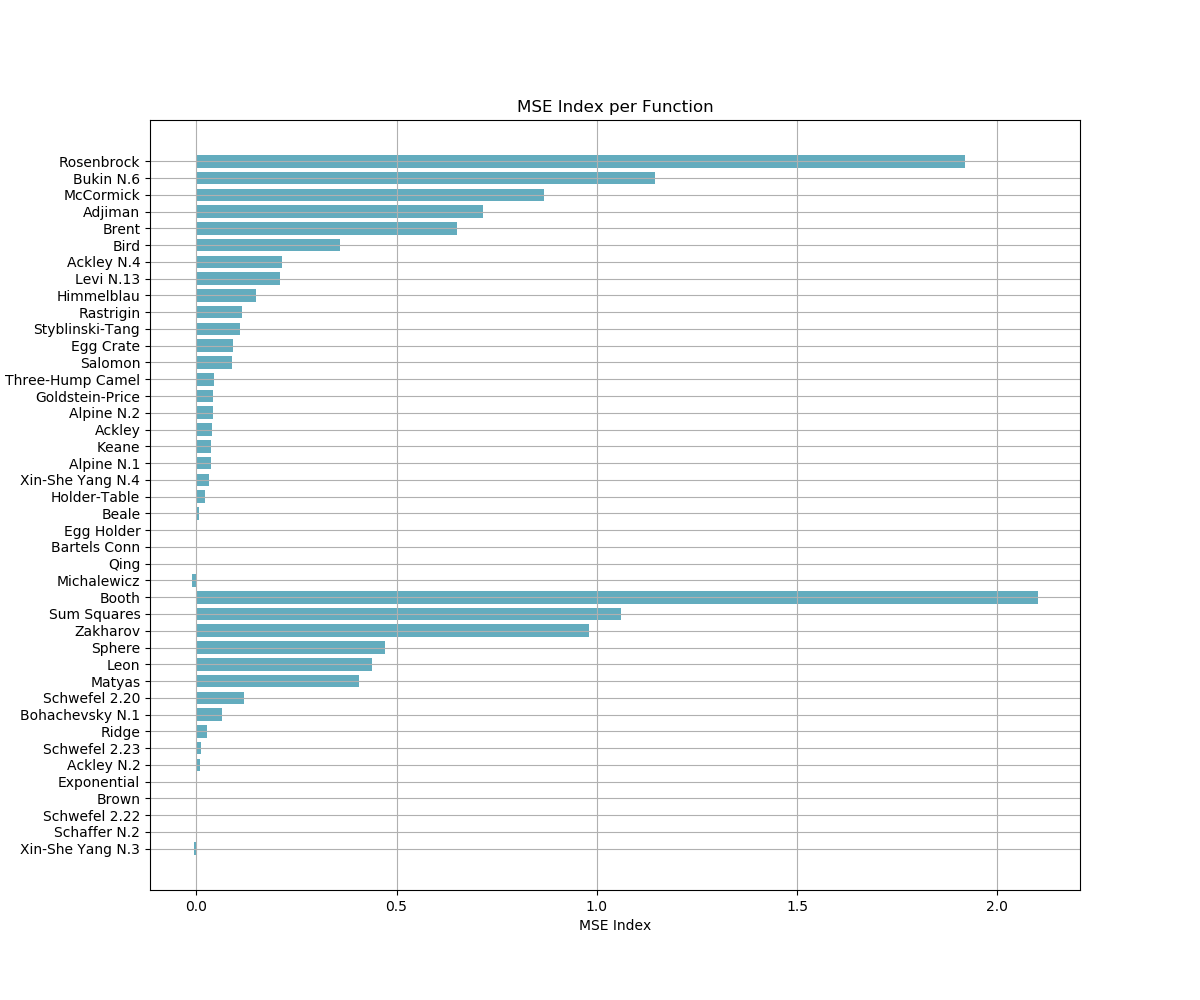 MSE Index per Function
Rosenbrock
Bukin N.6
McCormick
Adjiman
Brent
Bird
Ackley N.4
Levi N.13
Himmelblau
Rastrigin
Styblinski-Tang
Egg Crate
Salomon
Three-Hump Camel
Goldstein-Price
Alpine N.2
Ackley
Keane
Alpine N.1
Xin-She Yang N.4
Holder-Table
Beale
Egg Holder
Bartels Conn
Qing
Michalewicz
Booth
Sum Squares
Zakharov
Sphere
Leon
Matyas
Schwefel 2.20
Bohachevsky N.1
Ridge
Schwefel 2.23
Ackley N.2
Exponential
Brown
Schwefel 2.22
Schaffer N.2
Xin-She Yang N.3
0.0 0.5 1.0 1.5 2.0
MSE Index